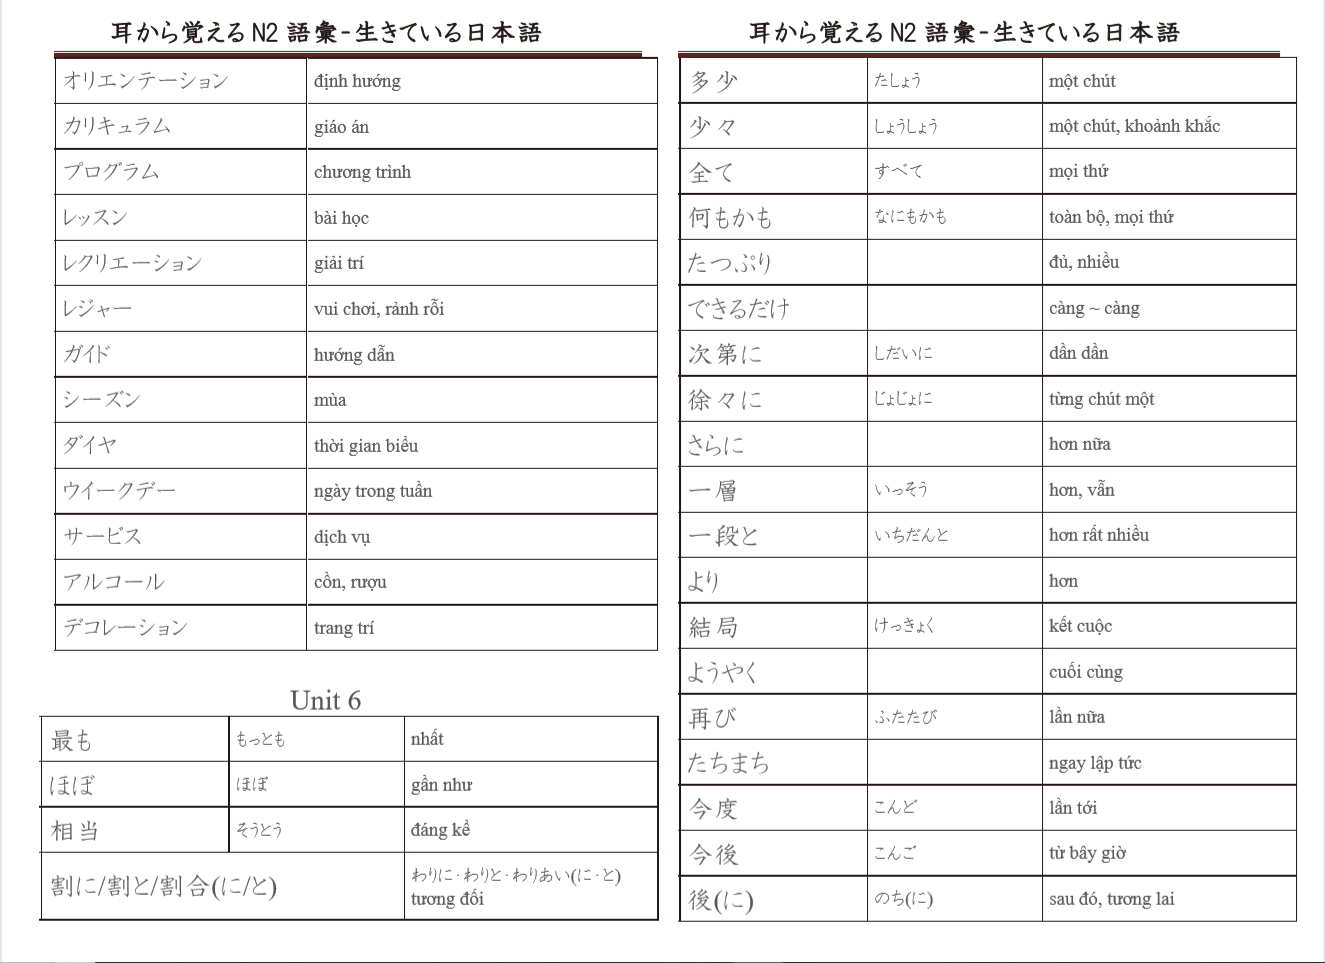 耳から覚えるN2語彙-生きている日本語
オリエンテーション định hướng
カリキュラム giáo án
プログラム chương trình
レッスン bài học
レクリエーション giải trí
レジャー vui chơi, rảnh rỗi
ガイド hướng dẫn
シーズン mùa
ダイヤ thời gian biểu
ウイークデー ngày trong tuần
サービス dịch vụ
アルコール cồn, rượu
デコレーション trang trí
Unit 6
最も もっとも nhất
ほぼ ほぼ gần như
相当 そうとう đáng kể
割に/割と/割合(に/と) わりに·わりと·わりあい(に·と)
tương đối
耳から覚えるN2語彙-生きている日本語
多少 たしょう một chút
少々 しょうしょう một chút, khoảnh khắc
全て すべて mọi thứ
何もかも なにもかも toàn bộ, mọi thứ
たつぷり đủ, nhiều
できるだけ càng ~ càng
次第に しだいに dần dần
徐々に じょじょに từng chút một
さらに hơn nữa
一層 いっそう hơn, vẫn
一段と いちだんと hơn rất nhiều
より hơn
結局 けっきょく kết cuộc
ようやく cuối cùng
再び ふたたび lần nữa
たちまち ngay lập tức
今度 こんど lần tới
今後 こんご từ bây giờ
後(に) のち(に) sau đó, tương lai